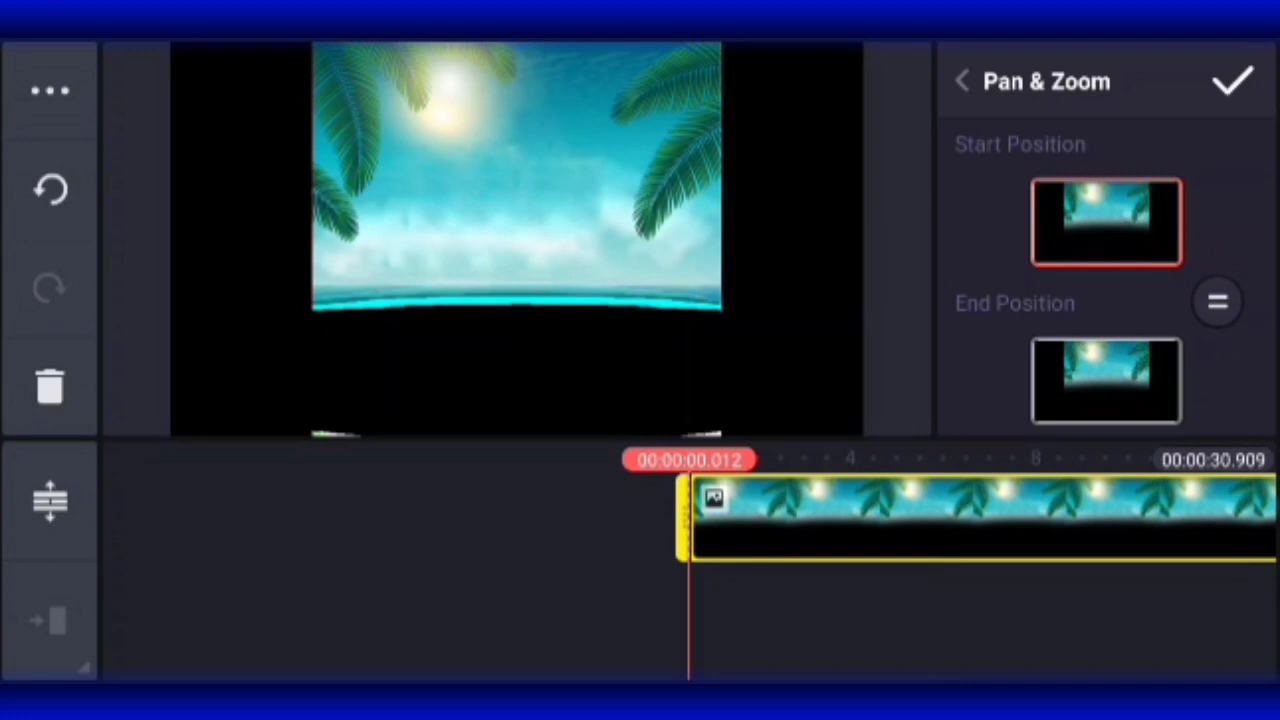 Pan & Zoom
Start Position
End Position
00:00:00.012
4
8
00:00:30.909